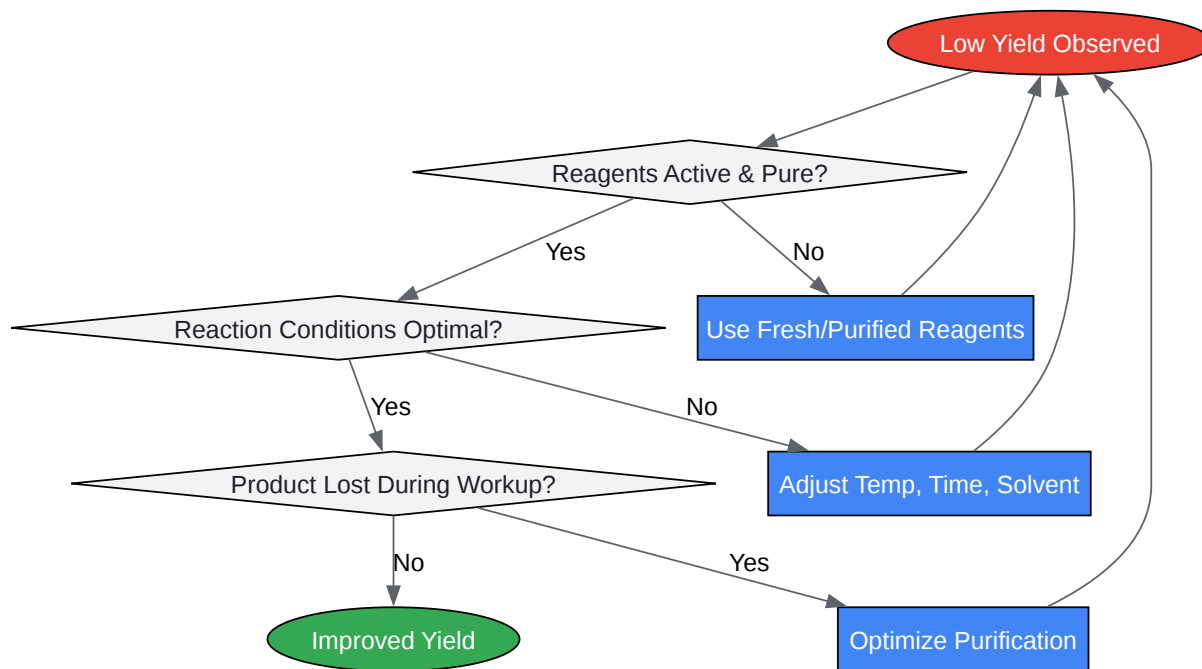 Low Yield Observed
Reagents Active & Pure?
Yes
No
Reaction Conditions Optimal?
Use Fresh/Purified Reagents
Yes
No
Product Lost During Workup?
Adjust Temp, Time, Solvent
No
Yes
Improved Yield
Optimize Purification